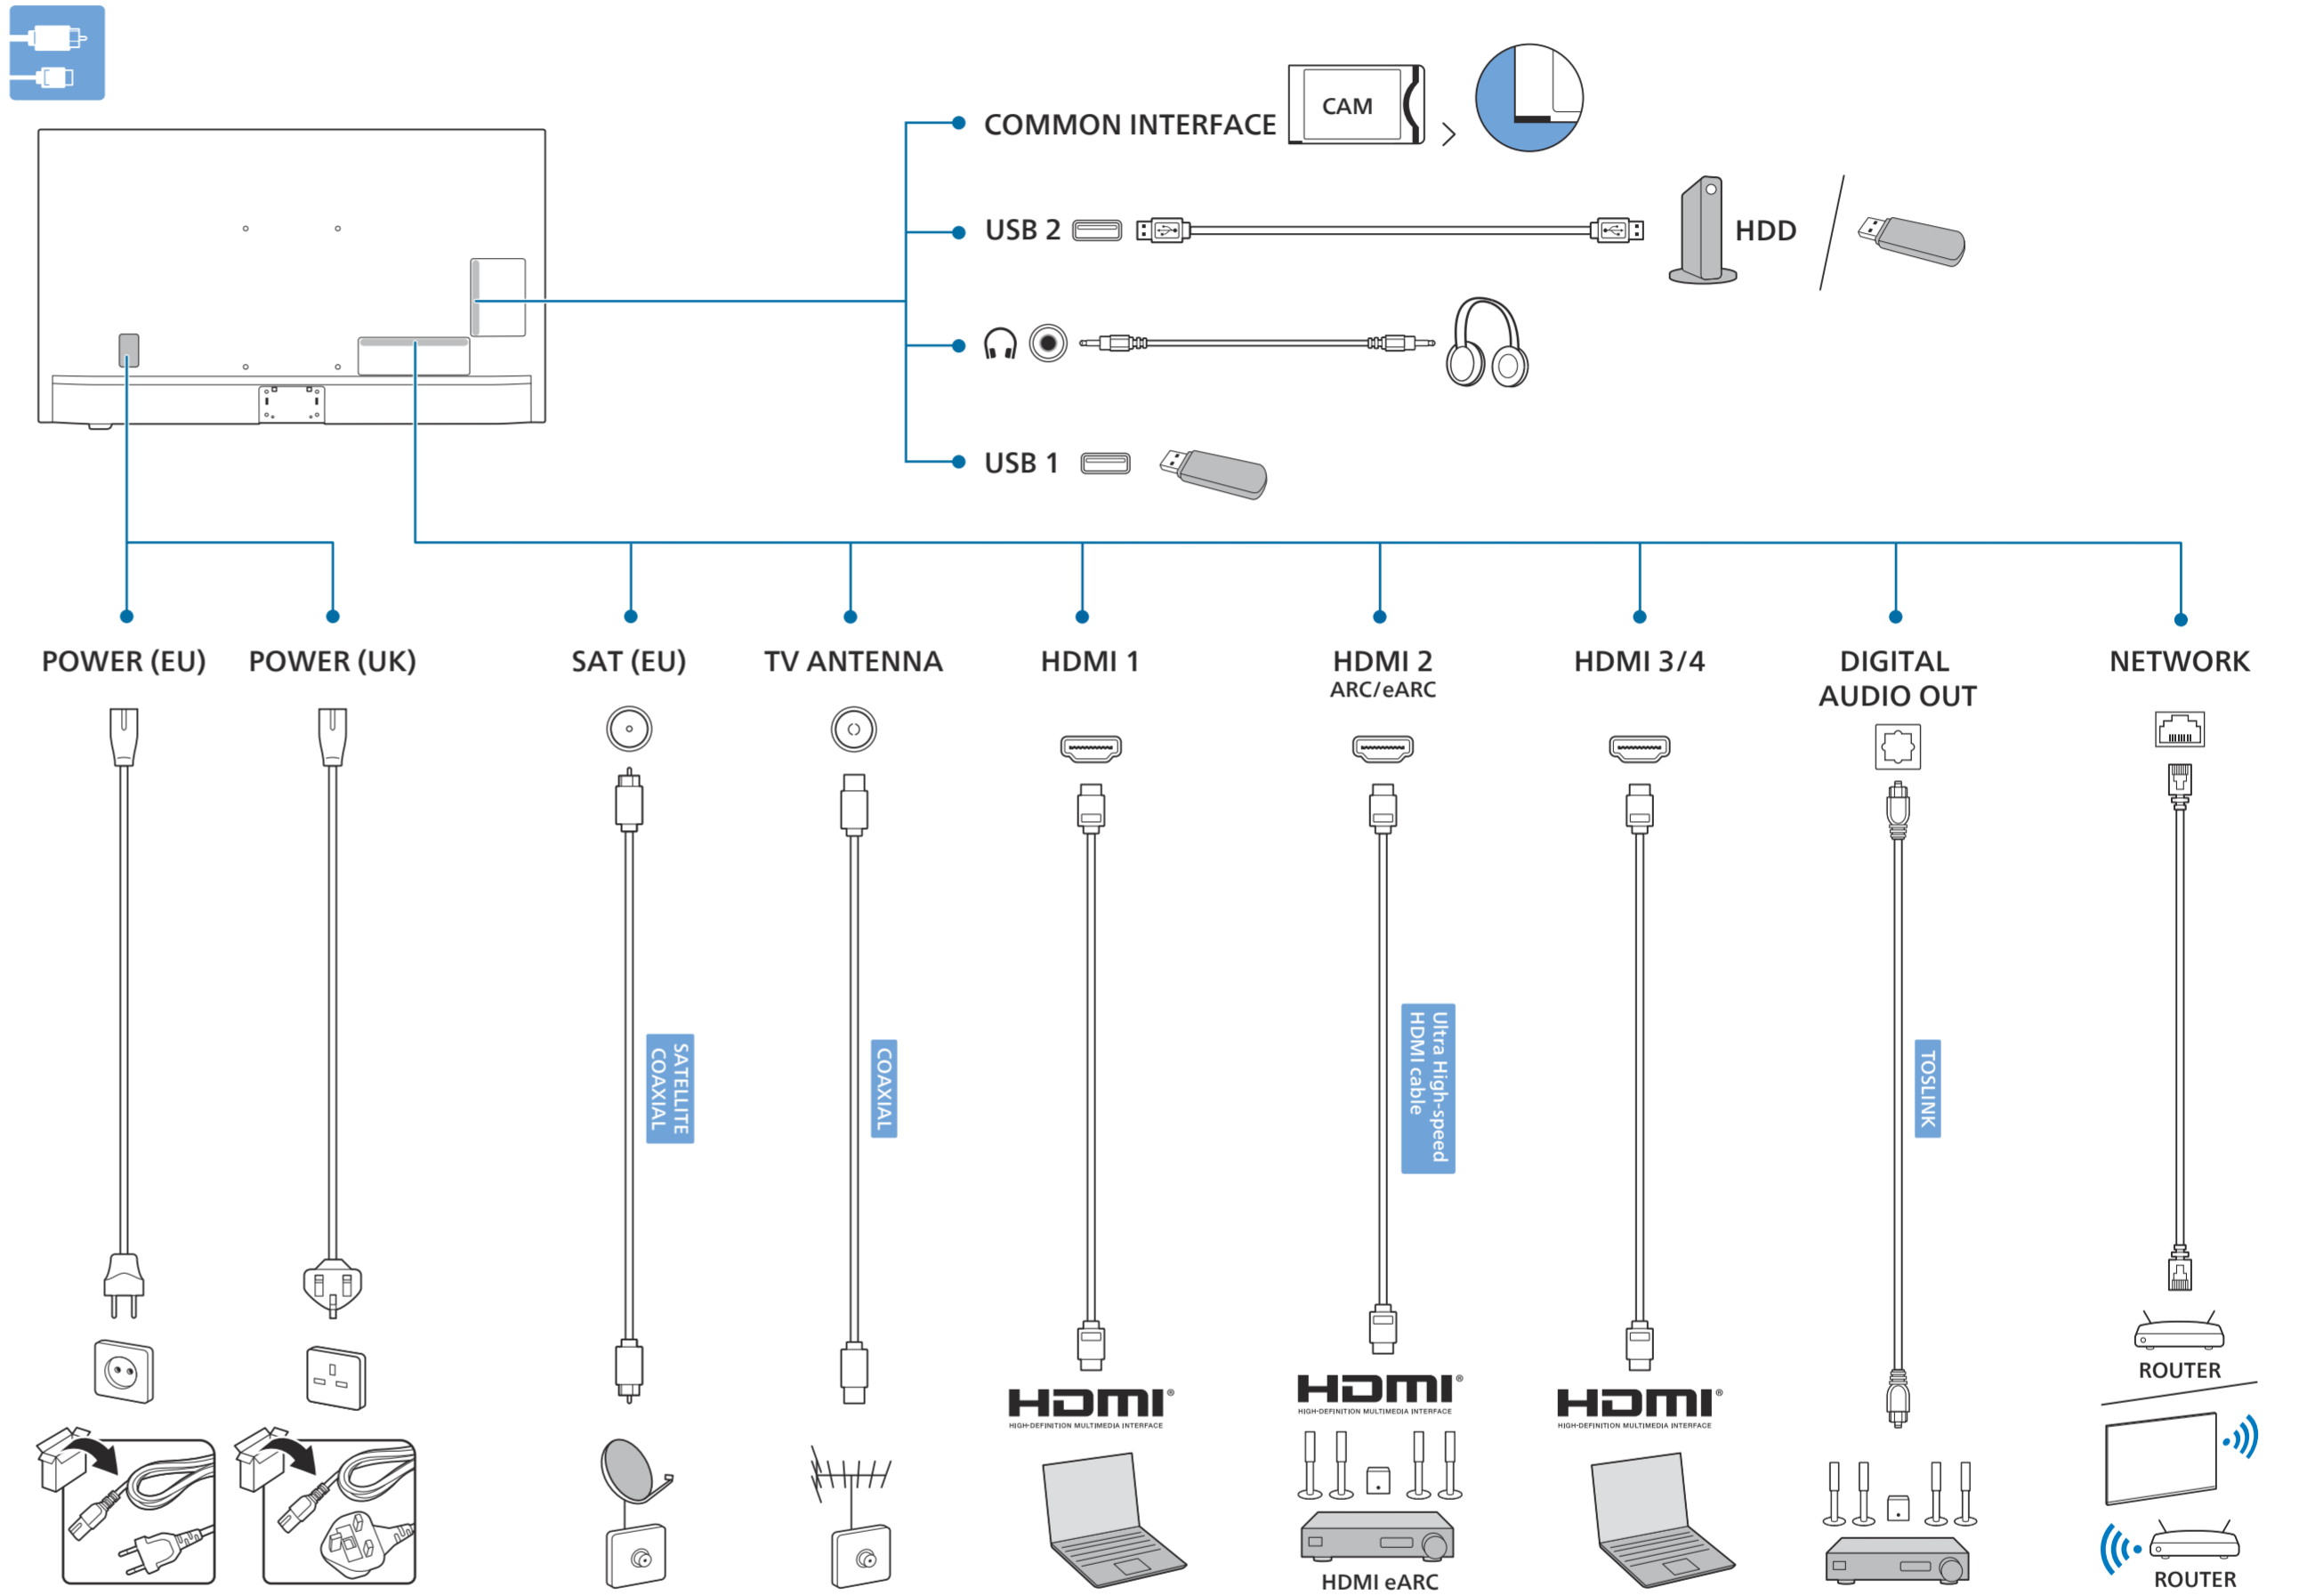 COMMON INTERFACE
CAM
USB 2
HDD
USB 1
POWER (EU)
POWER (UK)
SAT (EU)
TV ANTENNA
HDMI 1
HDMI 2
ARC/eARC
HDMI 3/4
DIGITAL
AUDIO OUT
NETWORK
SATELLITE
COAXIAL
COAXIAL
Ultra High-speed
HDMI cable
TOSLINK
ROUTER
HDMI®
HIGH-DEFINITION MULTIMEDIA INTERFACE
HDMI®
HIGH-DEFINITION MULTIMEDIA INTERFACE
HDMI®
HIGH-DEFINITION MULTIMEDIA INTERFACE
HDMI eARC
ROUTER